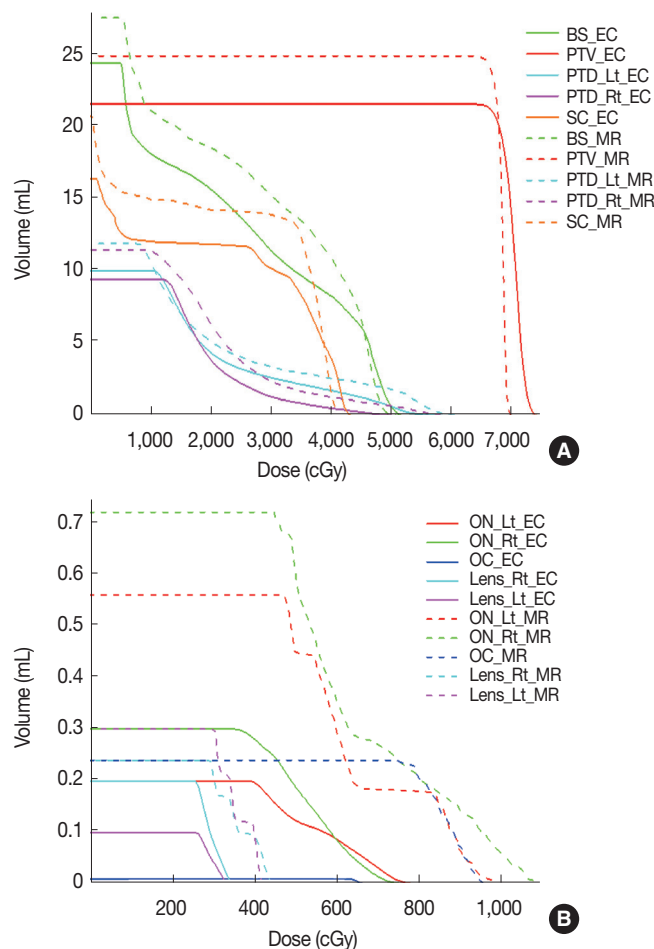 25
20
15
10
5
0
Volume (mL)
1,000 2,000 3,000 4,000 5,000 6,000 7,000
Dose (cGy)
BS_EC
PTV_EC
PTD_Lt_EC
PTD_Rt_EC
SC_EC
BS_MR
PTV_MR
PTD_Lt_MR
PTD_Rt_MR
SC_MR
A
0.7
0.6
0.5
0.4
0.3
0.2
0.1
0
Volume (mL)
200 400 600 800 1,000
Dose (cGy)
ON_Lt_EC
ON_Rt_EC
OC_EC
Lens_Rt_EC
Lens_Lt_EC
ON_Lt_MR
ON_Rt_MR
OC_MR
Lens_Rt_MR
Lens_Lt_MR
B